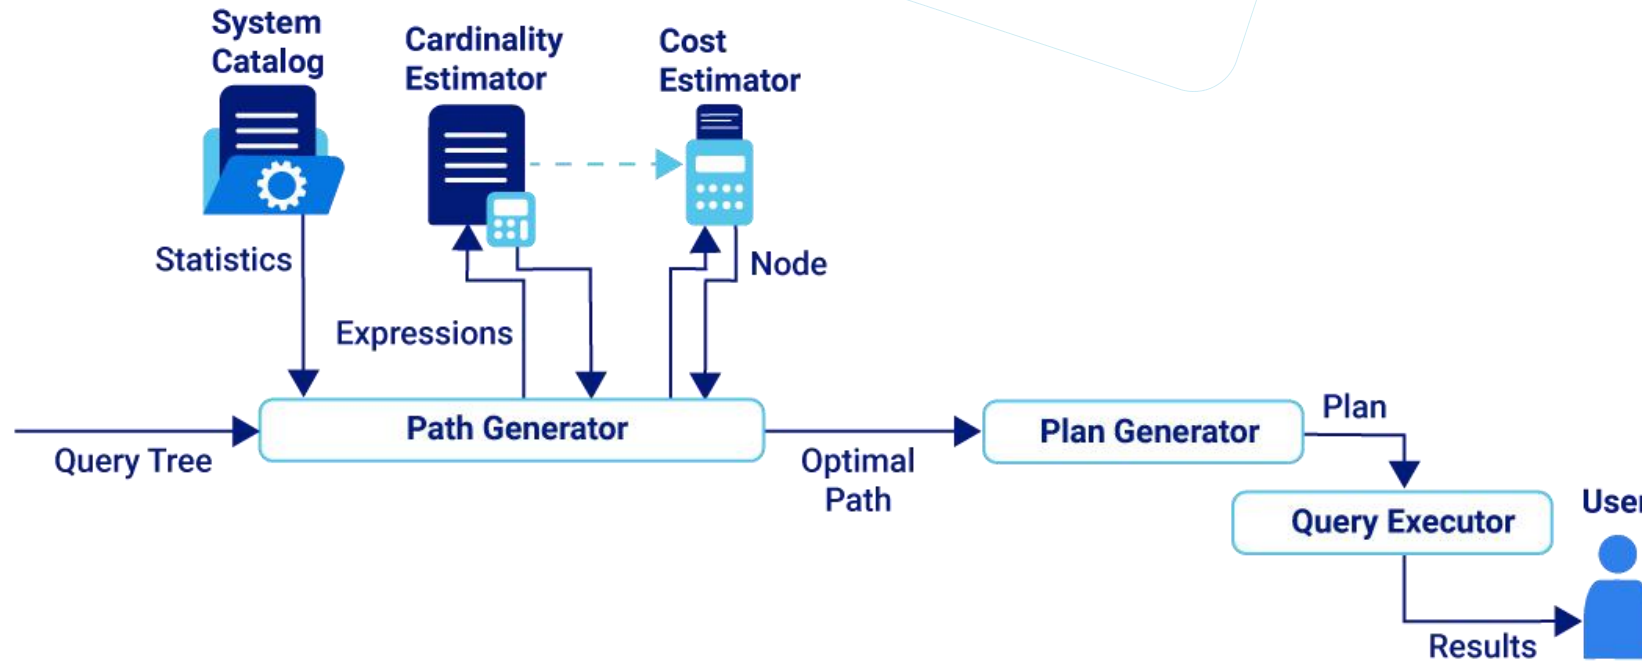 System
Catalog
Cardinality
Estimator
Cost
Estimator
Statistics
Node
Expressions
Query Tree
Path Generator
Optimal
Path
Plan Generator
Plan
Query Executor
User
Results